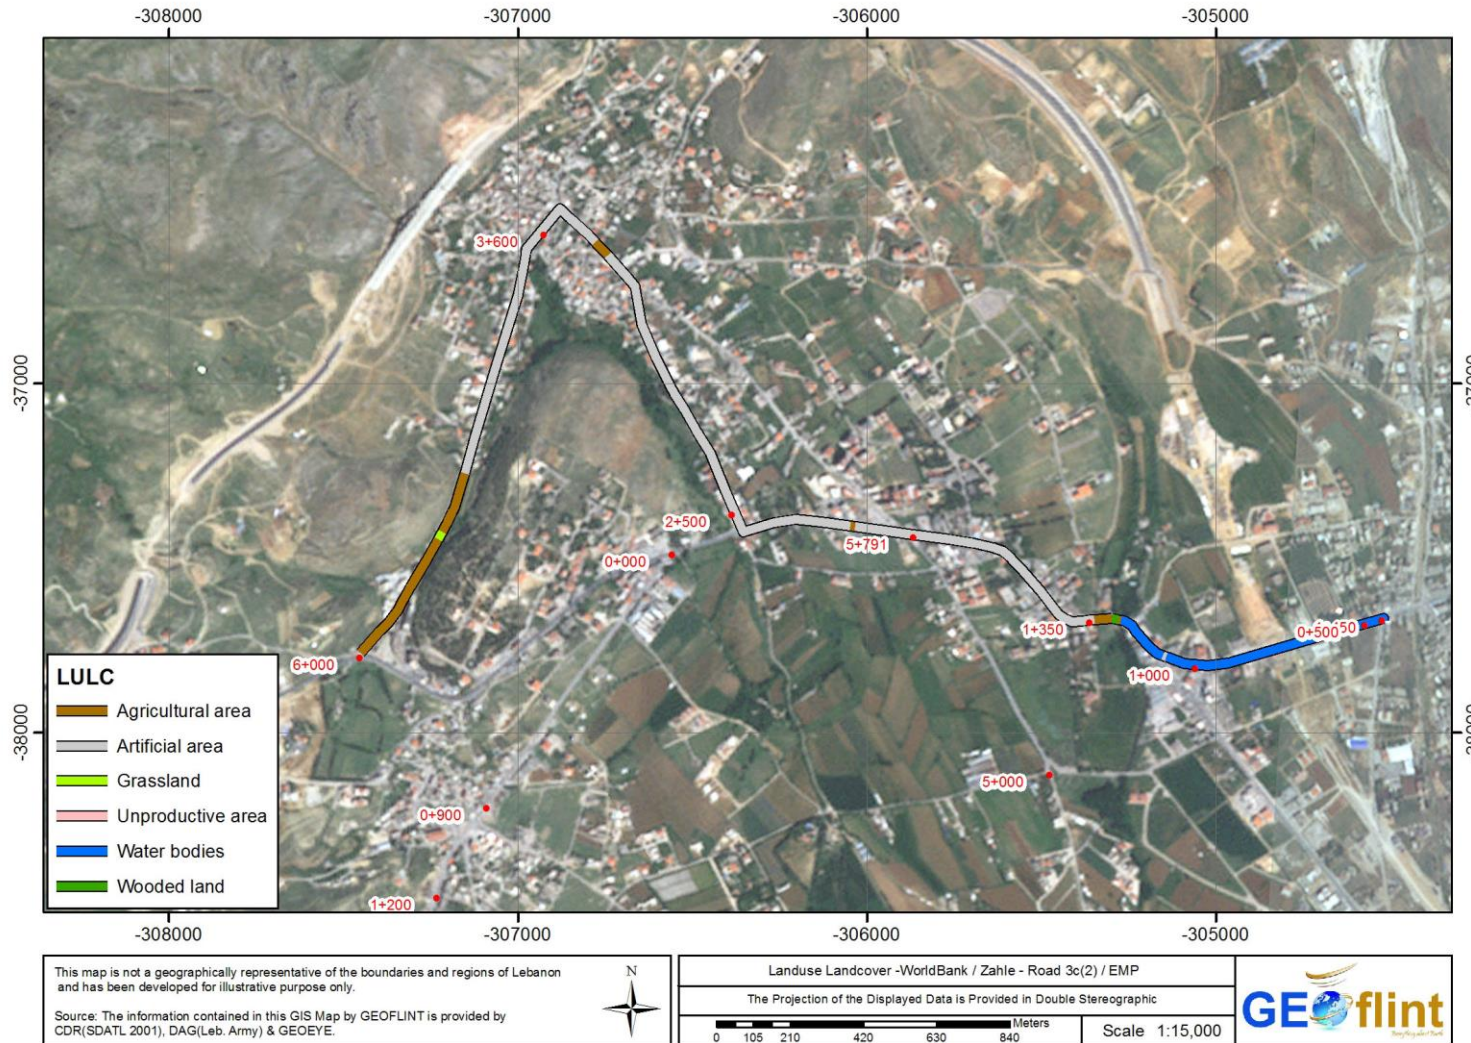 -308000 -307000 -306000 -305000
-37000 -37000
-38000 -38000
3+600
2+500
0+000
5+791
1+350
0+500
1+000
6+000
5+000
0+900
1+200
LULC
Agricultural area
Artificial area
Grassland
Unproductive area
Water bodies
Wooded land
-308000 -307000 -306000 -305000
This map is not a geographically representative of the boundaries and regions of Lebanon
and has been developed for illustrative purpose only.
Source: The information contained in this GIS Map by GEOFLINT is provided by
CDR(SDATL 2001), DAG(Leb. Army) & GEOEYE.
N
Landuse Landcover -WorldBank / Zahle - Road 3c(2) / EMP
The Projection of the Displayed Data is Provided in Double Stereographic
Meters
0 105 210 420 630 840
Scale 1:15,000
GEOflint